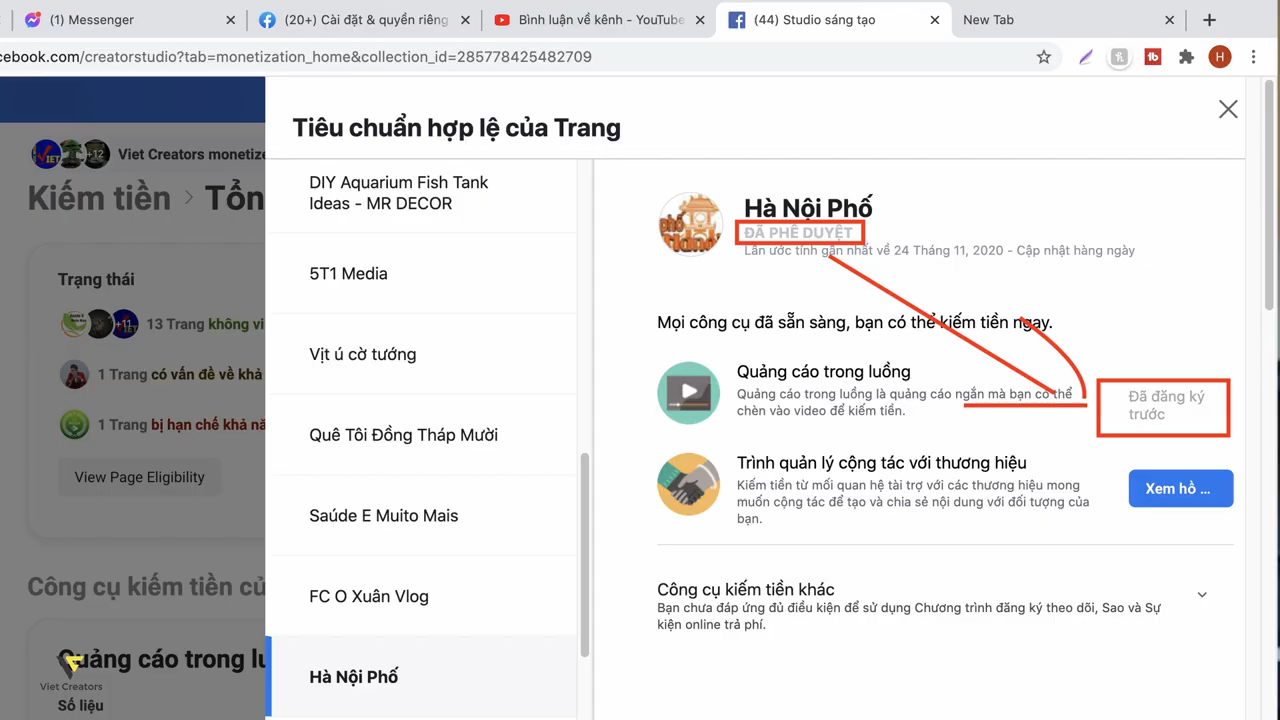 (1) Messenger
(20+) Cài đặt & quyền riêng
Bình luận về kênh - YouTube
(44) Studio sáng tạo
New Tab
cebook.com/creatorstudio?tab=monetization_home&collection_id=285778425482709
H
Tiêu chuẩn hợp lệ của Trang
+12
Viet Creators monetize
Kiếm tiền > Tổn
Trạng thái
+11
13 Trang không vi
1 Trang có vấn đề về khả
1 Trang bị hạn chế khả nă
View Page Eligibility
Công cụ kiếm tiền củ
Quảng cáo trong lu
Viet Creators
Số liệu
DIY Aquarium Fish Tank
Ideas - MR DECOR
5T1 Media
Vịt ú cờ tướng
Quê Tôi Đồng Tháp Mười
Saúde E Muito Mais
FC O Xuân Vlog
Hà Nội Phố
Hà Nội Phố
ĐÃ PHÊ DUYỆT
Lần ước tính gần nhất về 24 Tháng 11, 2020 - Cập nhật hàng ngày
Mọi công cụ đã sẵn sàng, bạn có thể kiếm tiền ngay.
Quảng cáo trong luồng
Quảng cáo trong luồng là quảng cáo ngắn mà bạn có thể
chèn vào video để kiếm tiền.
Đã đăng ký
trước
Trình quản lý cộng tác với thương hiệu
Kiếm tiền từ mối quan hệ tài trợ với các thương hiệu mong
muốn cộng tác để tạo và chia sẻ nội dung với đối tượng của
bạn.
Xem hồ ...
Công cụ kiếm tiền khác
Bạn chưa đáp ứng đủ điều kiện để sử dụng Chương trình đăng ký theo dõi, Sao và Sự
kiện online trả phí.